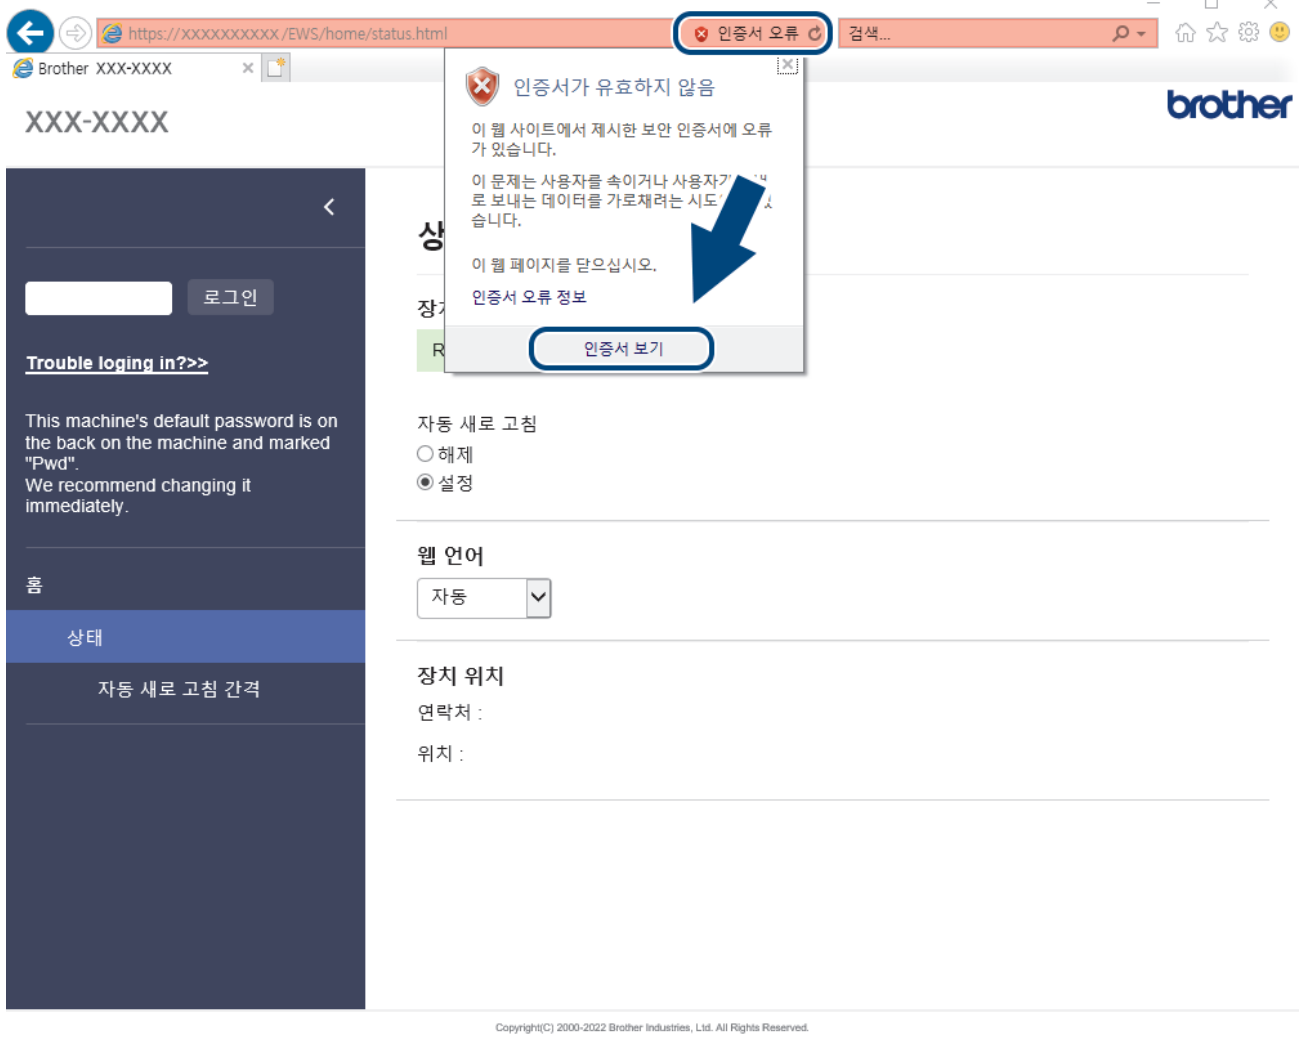 https://XXXXXXXXXX/EWS/home/status.html
인증서 오류
검색...
Brother XXX-XXXX
XXX-XXXX
brother
인증서가 유효하지 않음
이 웹 사이트에서 제시한 보안 인증서에 오류
가 있습니다.
이 문제는 사용자를 속이거나
로 보내는 데이터를 가로채려는
습니다.
이 웹 페이지를 닫으십시오.
인증서 오류 정보
인증서 보기
로그인
Trouble loging in?>>
This machine's default password is on
the back on the machine and marked
"Pwd".
We recommend changing it
immediately.
홈
상태
자동 새로 고침 간격
자동 새로 고침
해제
설정
웹 언어
자동
장치 위치
연락처 :
위치 :
Copyright(C) 2000-2022 Brother Industries, Ltd. All Rights Reserved.